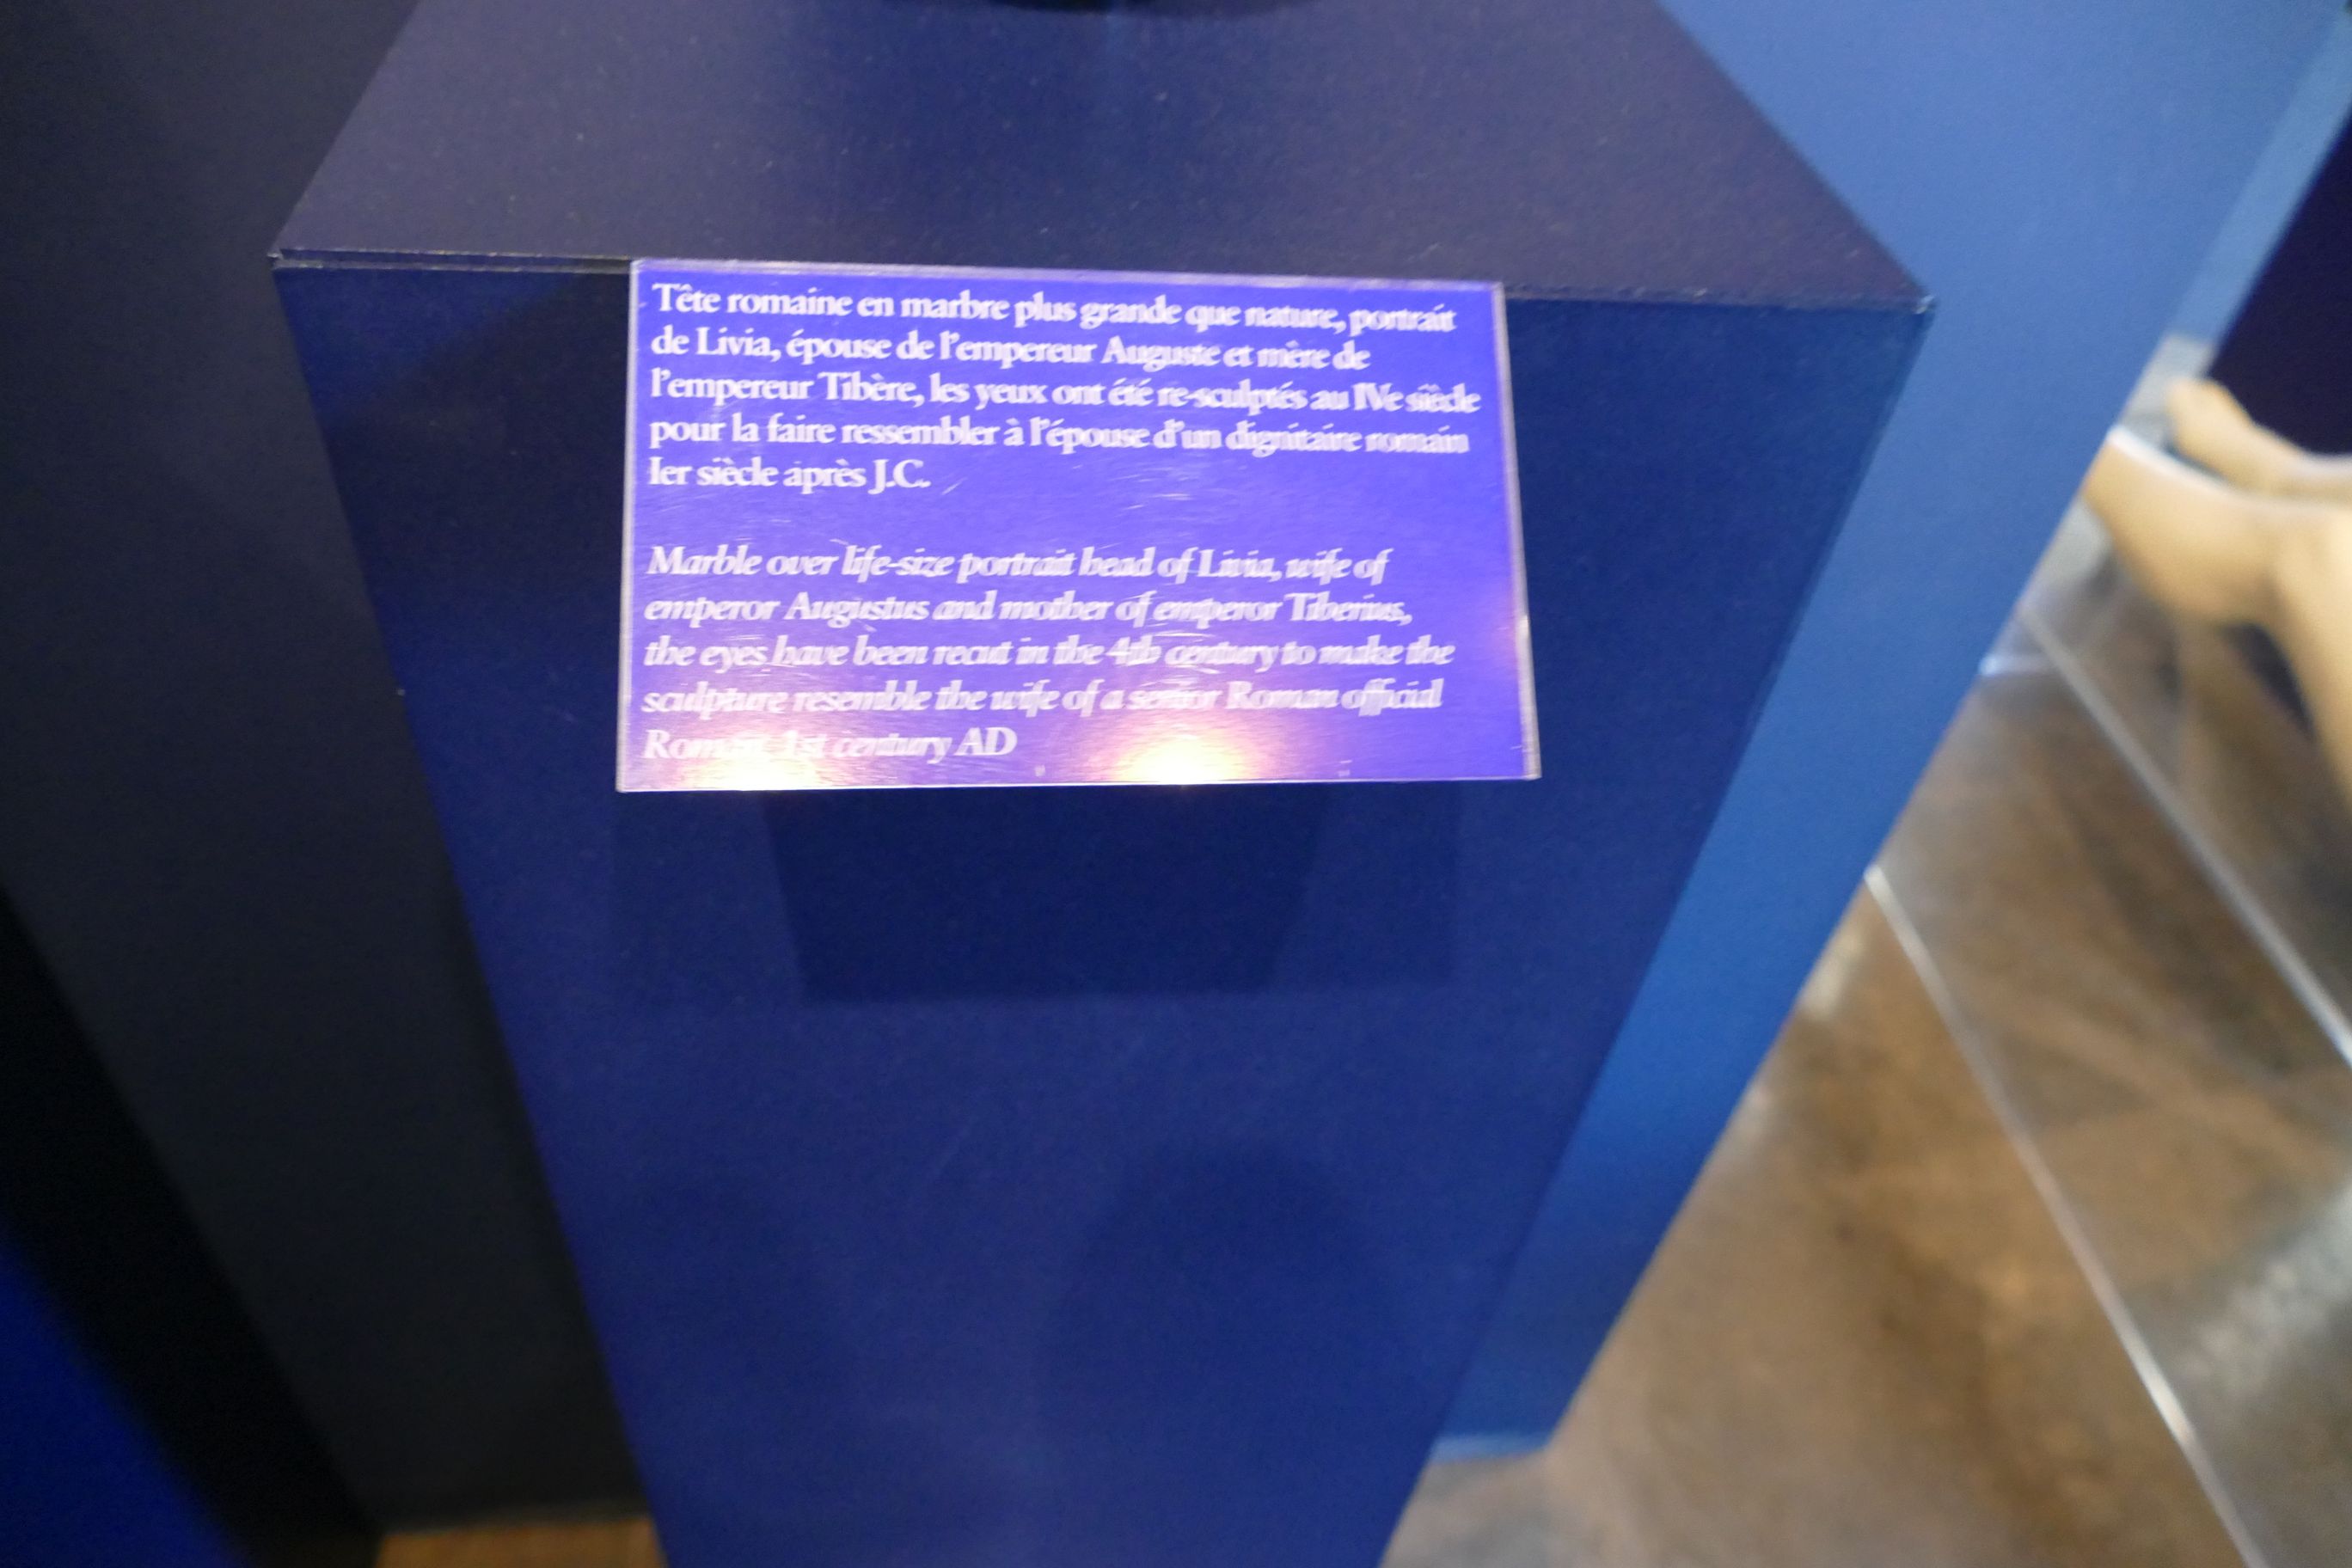 Tête romaine en marbre plus grande que nature, portrait
de Livia, épouse de l'empereur Auguste et mère de
l'empereur Tibère, les yeux ont été re-sculptés au IVe siècle
pour la faire ressembler à l'épouse d'un dignitaire romain
Ier siècle après J.C.
Marble over life-size portrait head of Livia, wife of
emperor Augustus and mother of emperor Tiberius,
the eyes have been recut in the 4th century to make the
sculpture resemble the wife of a senior Roman official
Roman, 1st century AD